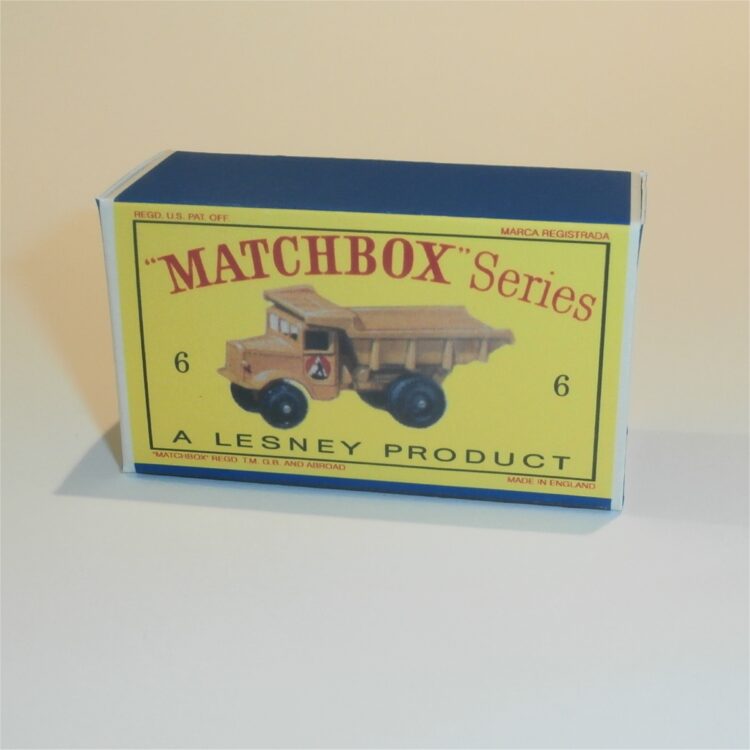 REGD. U.S. PAT. OFF.
MARCA REGISTRADA
"MATCHBOX" Series
6
6
A LESNEY PRODUCT
"MATCHBOX" REGD. T.M. G.B. AND ABROAD
MADE IN ENGLAND